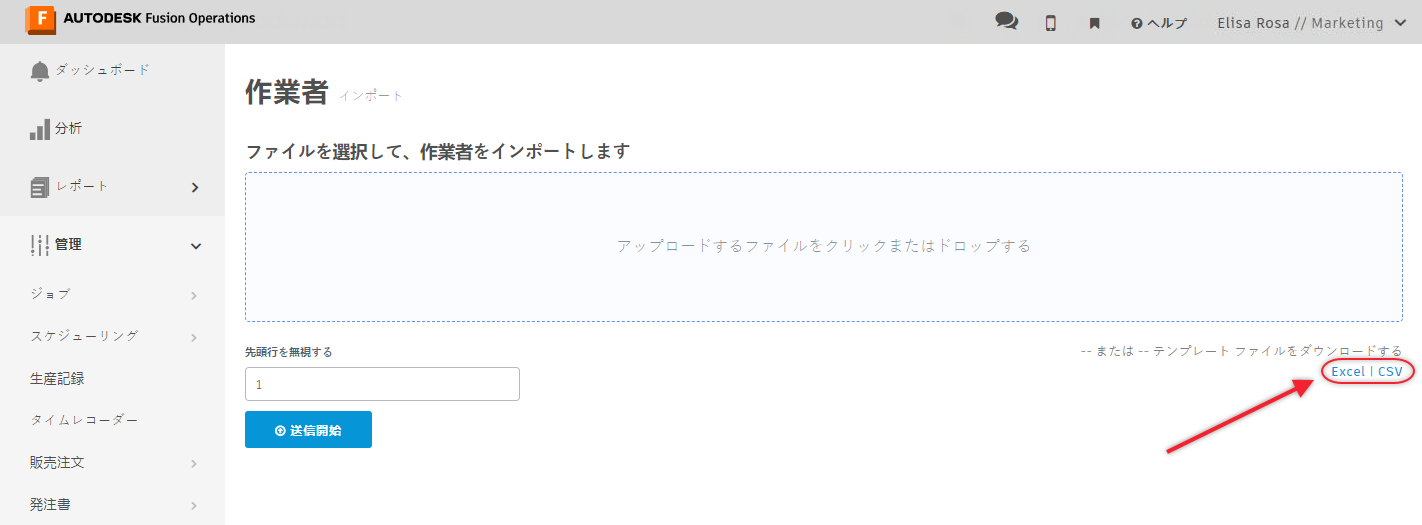 F AUTODESK Fusion Operations
ヘルプ
Elisa Rosa // Marketing
ダッシュボード
分析
レポート
管理
ジョブ
スケジューリング
生産記録
タイムレコーダー
販売注文
発注書
作業者 インポート
ファイルを選択して、作業者をインポートします
アップロードするファイルをクリックまたはドロップする
先頭行を無視する
1
送信開始
-- または -- テンプレート ファイルをダウンロードする
Excel | CSV